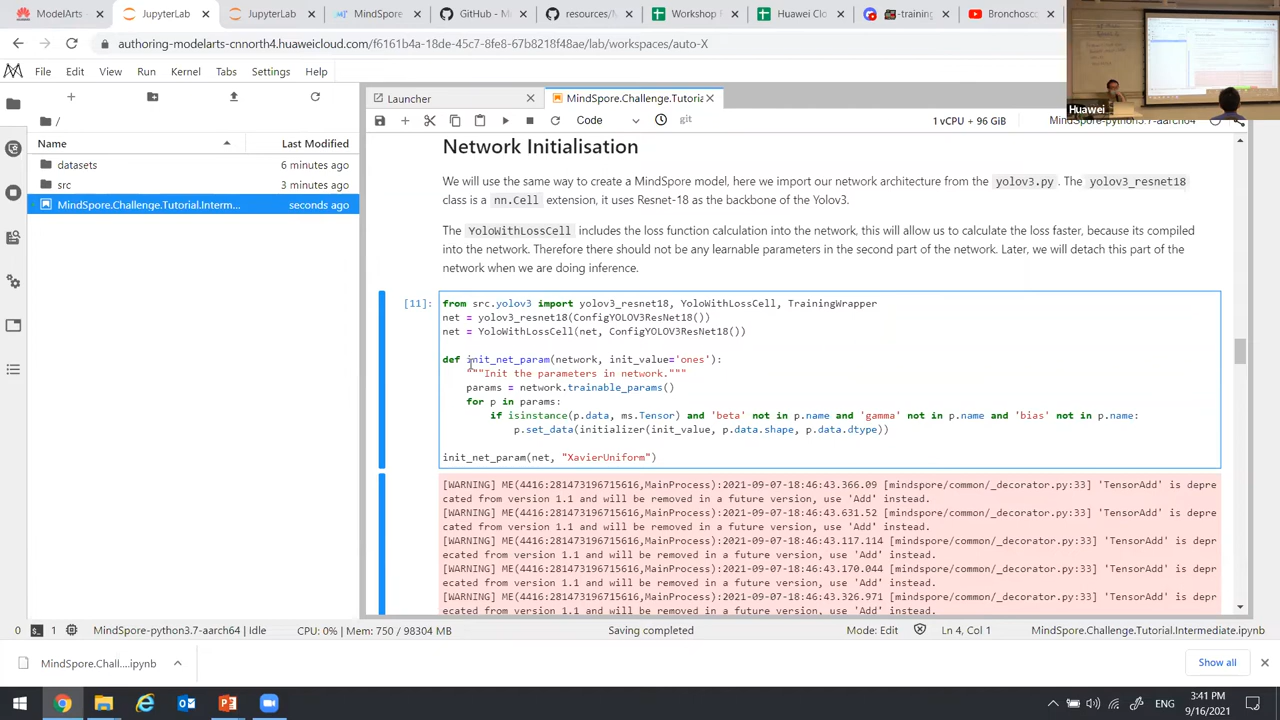 ModelArts
JupyterLab
JupyterLab
MindSpore
Challenges/
Workshop
Huawei Clo
-training
Bronchosc
ng-modelarts-cnnorth4.huaweicloud.com/
/lab/workspaces/auto-X
File Edit View Run Kernel Tabs Settings Help
Launcher
MindSpore.Challenge.Tutoria
Code
1 vCPU + 96 GiB
MindSpore-python3.7-aarch64
Huawei
/
Name Last Modified
datasets 6 minutes ago
src 3 minutes ago
MindSpore.Challenge.Tutorial.Interm... seconds ago
Network Initialisation
We will use the same way to create a MindSpore model, here we import our network architecture from the yolov3.py. The yolov3_resnet18
class is a nn.cell extension, it uses Resnet-18 as the backbone of the Yolov3.
The YoloWithLossCell includes the loss function calculation into the network, this will allow us to calculate the loss faster, because its compiled
into the network. Therefore there should not be any learnable parameters in the second part of the network. Later, we will detach this part of the
network when we are doing inference.
[11]: from src.yolov3 import yolov3_resnet18, YoloWithLossCell, TrainingWrapper
net = yolov3_resnet18(ConfigYOLOV3ResNet18())
net = YoloWithLossCell(net, ConfigYOLOV3ResNet18())
def init_net_param(network, init_value='ones'):
"""Init the parameters in network."""
params = network.trainable_params()
for p in params:
if isinstance(p.data, ms.Tensor) and 'beta' not in p.name and 'gamma' not in p.name and 'bias' not in p.name:
p.set_data(initializer(init_value, p.data.shape, p.data.dtype))
init_net_param(net, "XavierUniform")
[WARNING] ME(4416:281473196715616,MainProcess):2021-09-07-18:46:43.366.09 [mindspore/common/_decorator.py:33] 'TensorAdd' is depre
cated from version 1.1 and will be removed in a future version, use 'Add' instead.
[WARNING] ME(4416:281473196715616,MainProcess):2021-09-07-18:46:43.631.52 [mindspore/common/_decorator.py:33] 'TensorAdd' is depre
cated from version 1.1 and will be removed in a future version, use 'Add' instead.
[WARNING] ME(4416:281473196715616,MainProcess):2021-09-07-18:46:43.117.114 [mindspore/common/_decorator.py:33] 'TensorAdd' is depr
ecated from version 1.1 and will be removed in a future version, use 'Add' instead.
[WARNING] ME(4416:281473196715616,MainProcess):2021-09-07-18:46:43.170.044 [mindspore/common/_decorator.py:33] 'TensorAdd' is depr
ecated from version 1.1 and will be removed in a future version, use 'Add' instead.
[WARNING] ME(4416:281473196715616,MainProcess):2021-09-07-18:46:43.326.971 [mindspore/common/_decorator.py:33] 'TensorAdd' is depr
ecated from version 1.1 and will be removed in a future version, use 'Add' instead.
0 1 MindSpore-python3.7-aarch64 | Idle CPU: 0% | Mem: 750 / 98304 MB Saving completed Mode: Edit Ln 4, Col 1 MindSpore.Challenge.Tutorial.Intermediate.ipynb
MindSpore.Chall....ipynb
Show all
ENG
3:41 PM
9/16/2021